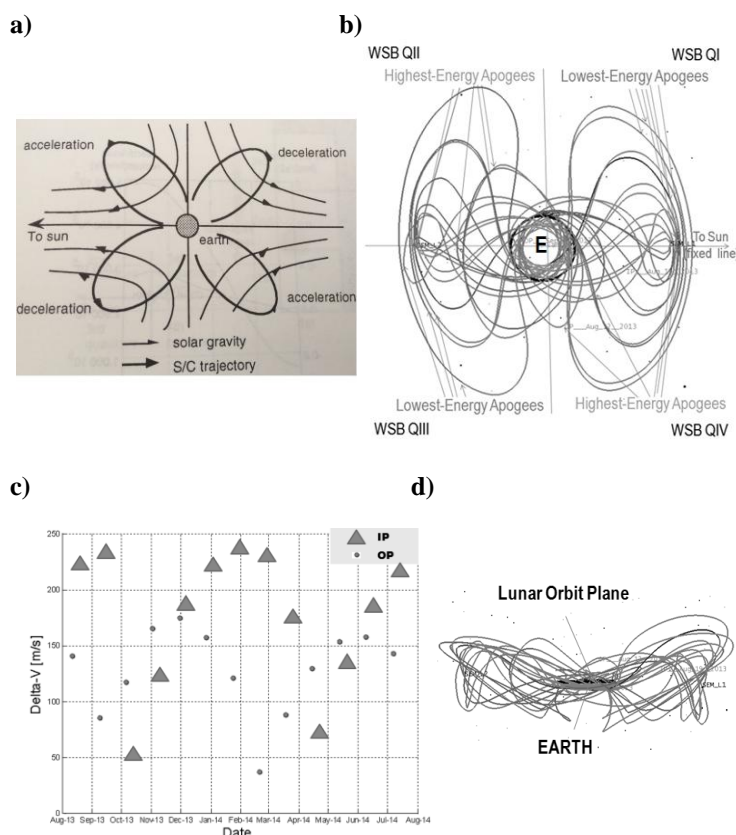 a)
acceleration
deceleration
To sun
earth
deceleration
acceleration
solar gravity
S/C trajectory
b)
WSB QII
WSB QI
Highest-Energy Apogees
Lowest-Energy Apogees
E
To Sun
fixed line
SEM_L1
Lowest-Energy Apogees
Highest-Energy Apogees
WSB QIII
WSB QIV
c)
IP
OP
Delta-V [m/s]
250
200
150
100
50
0
Aug-13 Sep-13 Oct-13 Nov-13 Dec-13 Jan-14 Feb-14 Mar-14 Apr-14 May-14 Jun-14 Jul-14 Aug-14
Date
d)
Lunar Orbit Plane
SEM_L1
EARTH